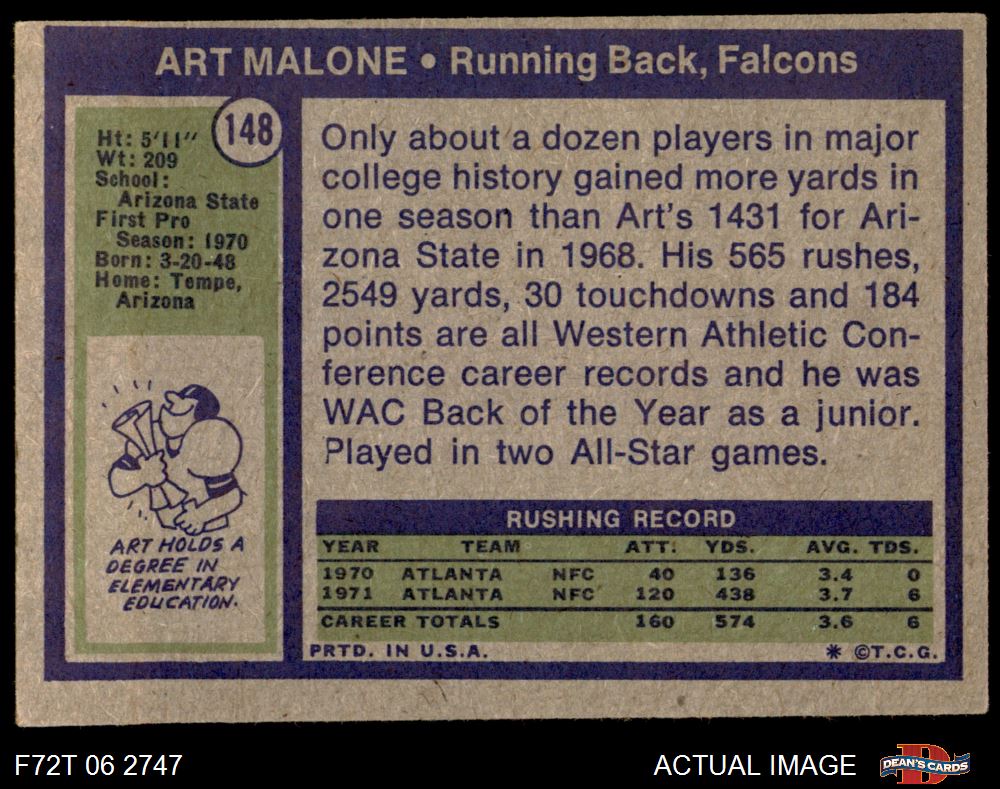 ART MALONE • Running Back, Falcons
148
Ht: 5'11"
Wt: 209
School:
Arizona State
First Pro
Season: 1970
Born: 3-20-48
Home: Tempe,
Arizona
ART HOLDS A
DEGREE IN
ELEMENTARY
EDUCATION.
Only about a dozen players in major
college history gained more yards in
one season than Art's 1431 for Ari-
zona State in 1968. His 565 rushes,
2549 yards, 30 touchdowns and 184
points are all Western Athletic Con-
ference career records and he was
WAC Back of the Year as a junior.
Played in two All-Star games.
RUSHING RECORD
YEAR TEAM ATT. YDS. AVG. TDS.
1970 ATLANTA NFC 40 136 3.4 0
1971 ATLANTA NFC 120 438 3.7 6
CAREER TOTALS 160 574 3.6 6
PRTD. IN U.S.A. * ©T.C.G.
F72T 06 2747 ACTUAL IMAGE
DEAN'S CARDS